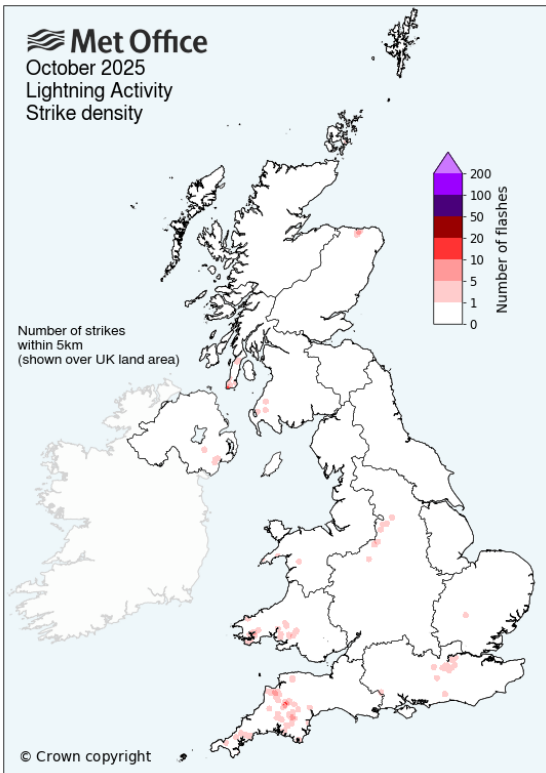 Met Office
October 2025
Lightning Activity
Strike density
200
100
50
20
10
5
1
0
Number of flashes
Number of strikes
within 5km
(shown over UK land area)
© Crown copyright